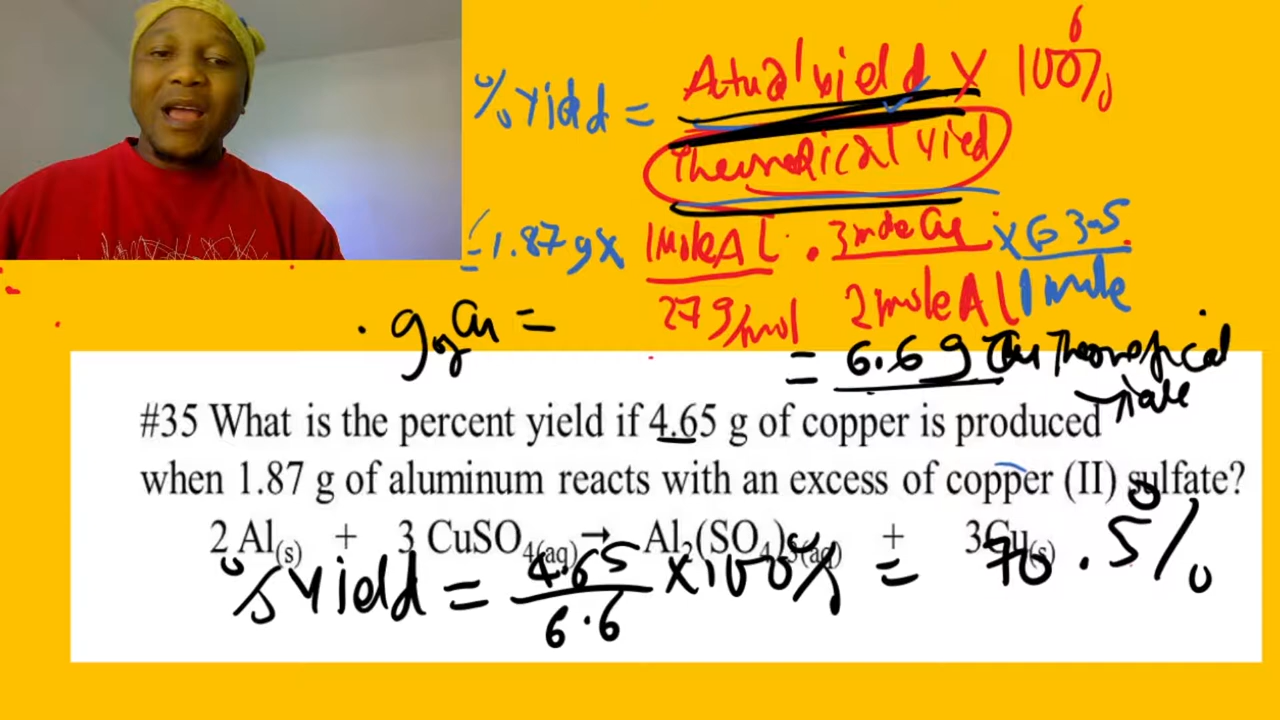 %Yield = Actual yield X 100%
Theoretical yield
= 1.87g x 1 Mole Al . 3 mole Cu x 63.5
27g/mol 2 mole Al 1 mole
g of Cu =
= 6.6 g Cu Theoretical
#35 What is the percent yield if 4.65 g of copper is produced
when 1.87 g of aluminum reacts with an excess of copper (II) sulfate?
2 Al(s) + 3 CuSO4(aq) → Al2(SO4)3(aq) + 3Cu(s)
%Yield = 4.65 x 100% = 70.5%
6.6